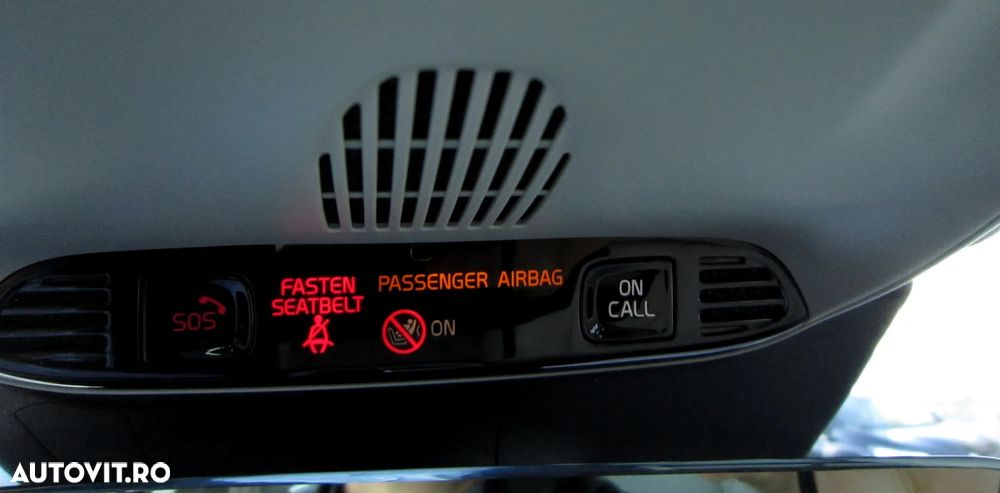 SOS
FASTEN
SEATBELT
PASSENGER AIRBAG
ON
ON
CALL
AUTOVIT.RO